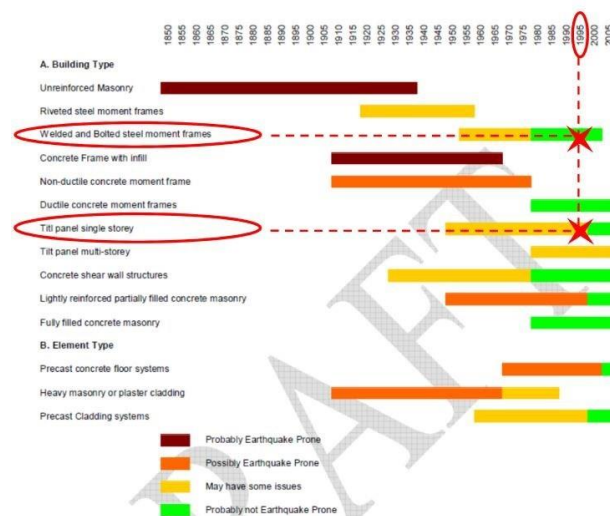 1850 1855 1860 1865 1870 1875 1880 1885 1890 1895 1900 1905 1910 1915 1920 1925 1930 1935 1940 1945 1950 1955 1960 1965 1970 1975 1980 1985 1990 1995 2000 2005
A. Building Type
Unreinforced Masonry
Riveted steel moment frames
Welded and Bolted steel moment frames
Concrete Frame with infill
Non-ductile concrete moment frame
Ductile concrete moment frames
Titl panel single storey
Tilt panel multi-storey
Concrete shear wall structures
Lightly reinforced partially filled concrete masonry
Fully filled concrete masonry
B. Element Type
Precast concrete floor systems
Heavy masonry or plaster cladding
Precast Cladding systems
Probably Earthquake Prone
Possibly Earthquake Prone
May have some issues
Probably not Earthquake Prone
DRAFT